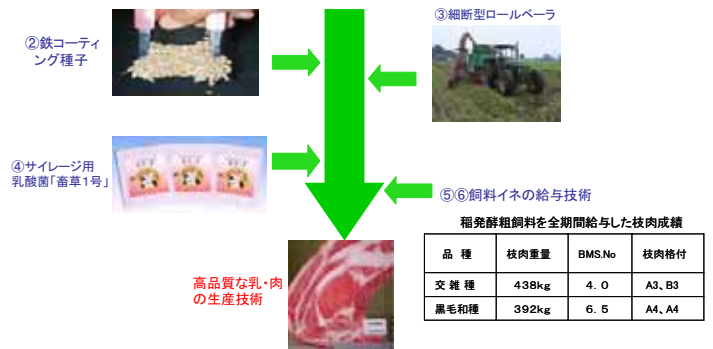 ②鉄コーティ
ング種子
③細断型ロールベーラ
④サイレージ用
乳酸菌「畜草1号」
⑤⑥飼料イネの給与技術
高品質な乳・肉
の生産技術
稲発酵粗飼料を全期間給与した枝肉成績
品 種 枝肉重量 BMS.No 枝肉格付
交 雑 種 438kg 4. 0 A3、B3
黒毛和種 392kg 6. 5 A4、A4